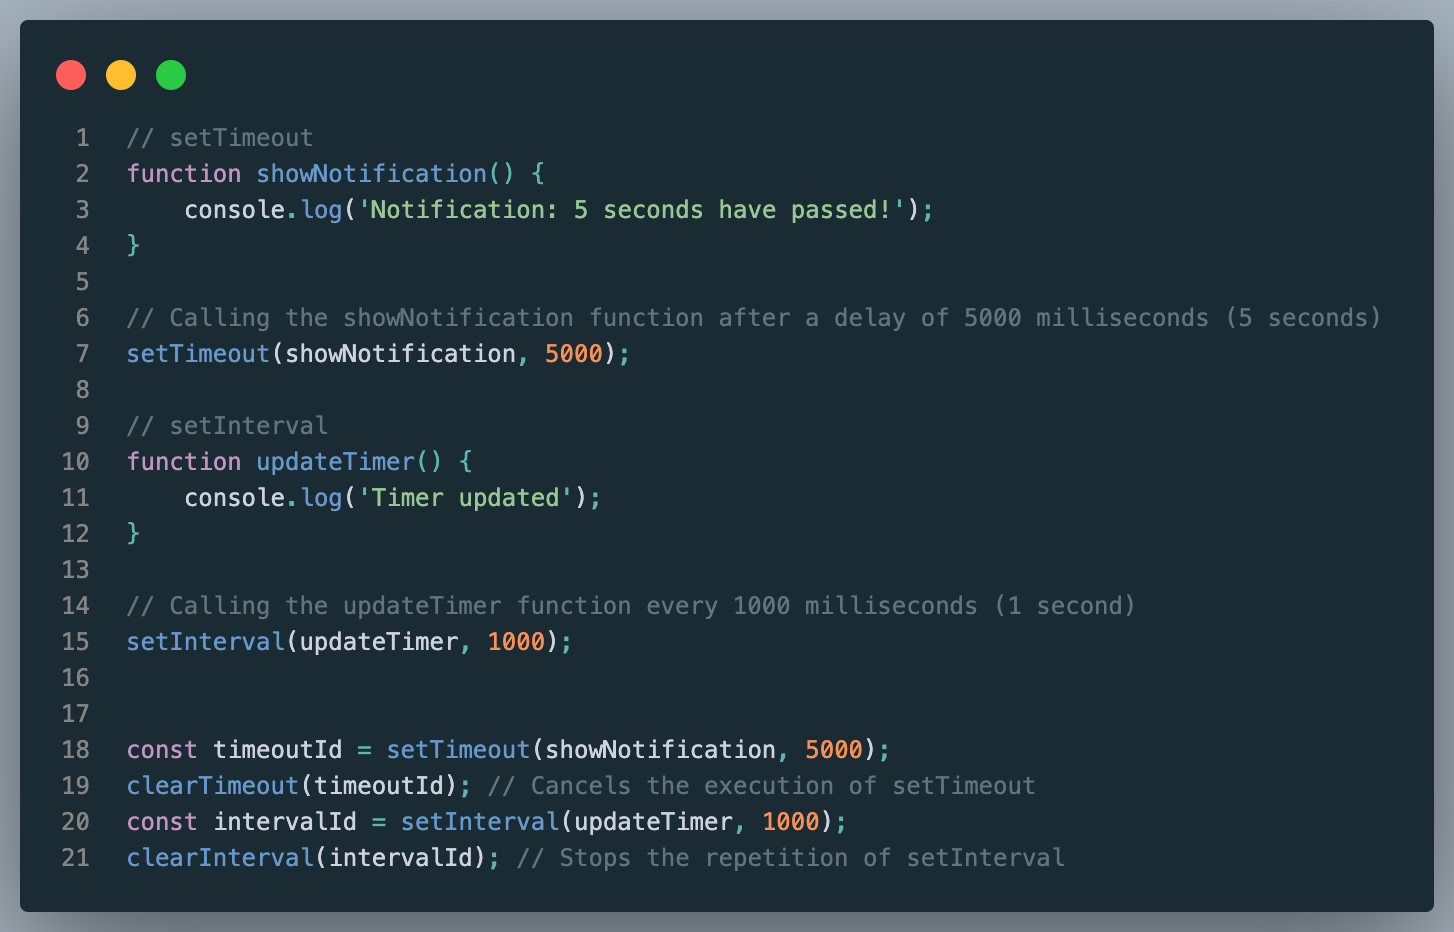 1 // setTimeout
2 function showNotification() {
3     console.log('Notification: 5 seconds have passed!');
4 }
5
6 // Calling the showNotification function after a delay of 5000 milliseconds (5 seconds)
7 setTimeout(showNotification, 5000);
8
9 // setInterval
10 function updateTimer() {
11     console.log('Timer updated');
12 }
13
14 // Calling the updateTimer function every 1000 milliseconds (1 second)
15 setInterval(updateTimer, 1000);
16
17
18 const timeoutId = setTimeout(showNotification, 5000);
19 clearTimeout(timeoutId); // Cancels the execution of setTimeout
20 const intervalId = setInterval(updateTimer, 1000);
21 clearInterval(intervalId); // Stops the repetition of setInterval